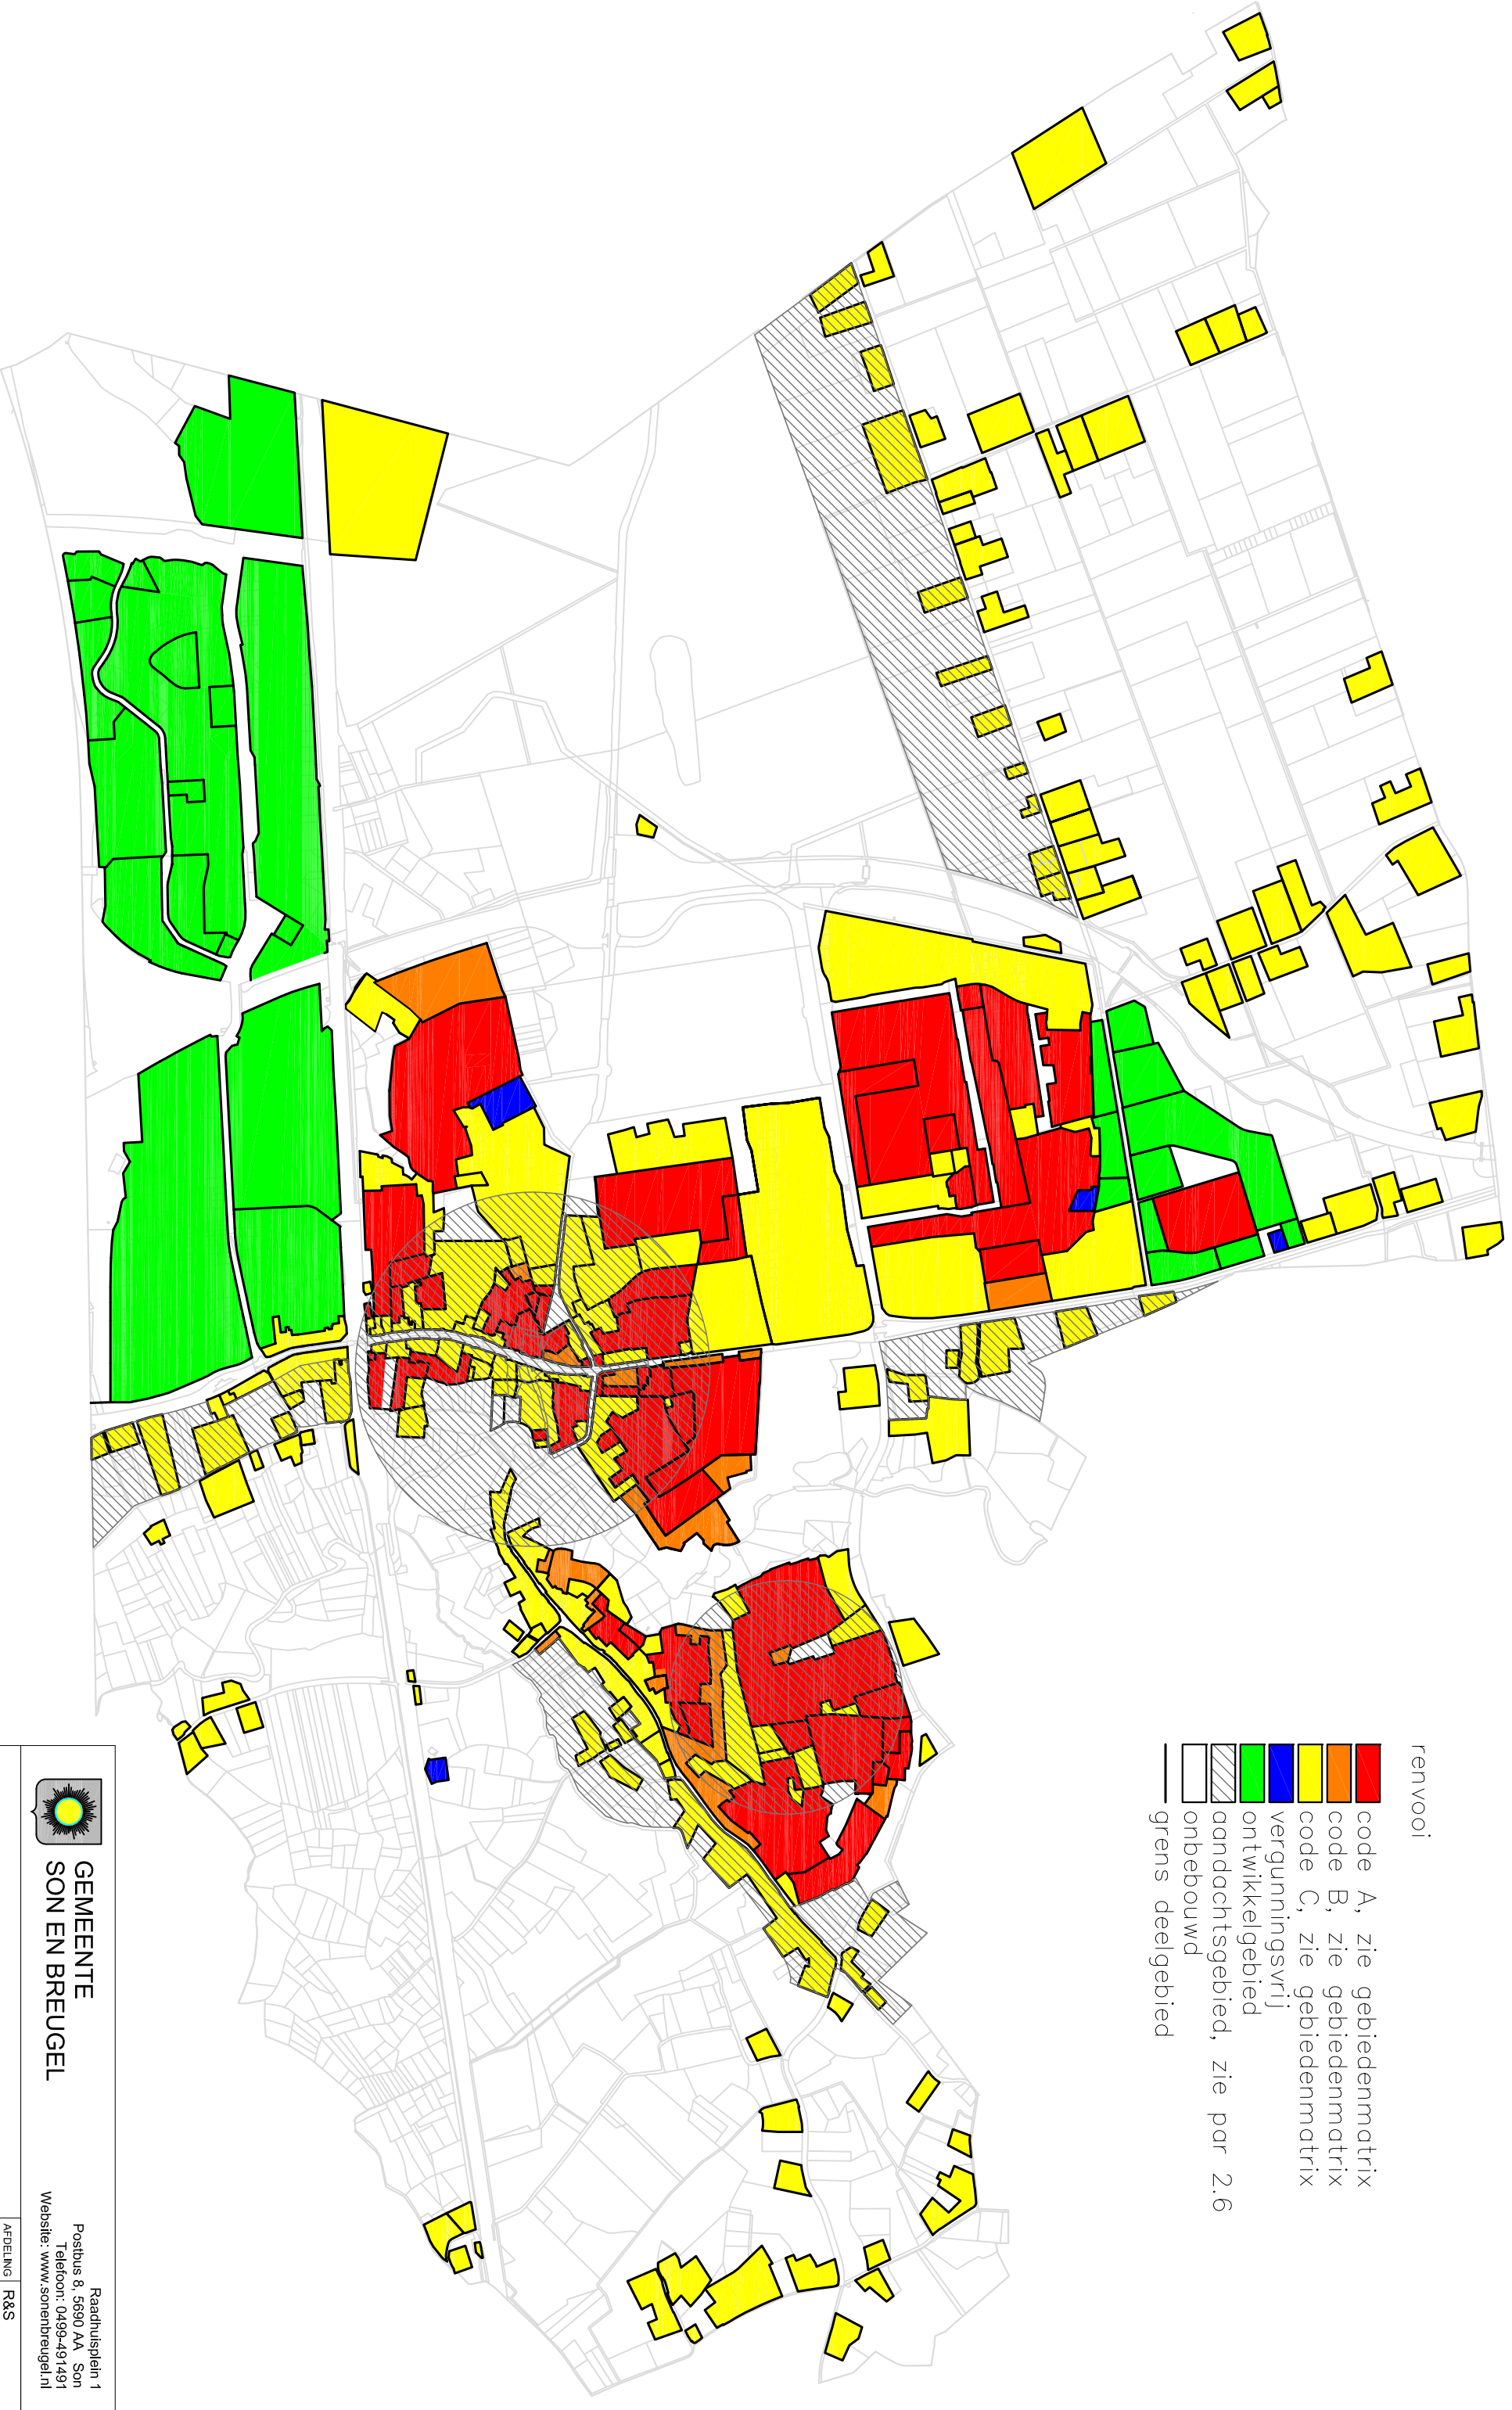 renvooi
code A, zie gebiedenmatrix
code B, zie gebiedenmatrix
code C, zie gebiedenmatrix
vergunningsvrij
ontwikkelgebied
aandachtsgebied, zie par 2.6
onbebouwd
grens deelgebied
GEMEENTE
SON EN BREUGEL
Raadhuisplein 1
Postbus 8, 5690 AA Son
Telefoon: 0499-491491
Website: www.sonenbreugel.nl
AFDELING R&S